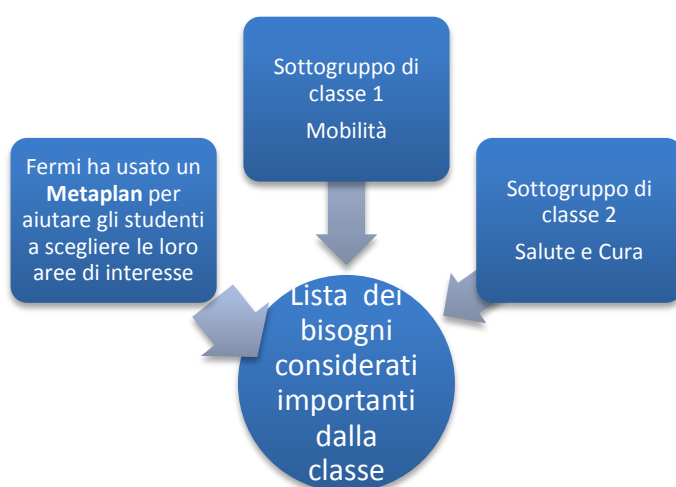 Fermi ha usato un
Metaplan per
aiutare gli studenti
a scegliere le loro
aree di interesse
Sottogruppo di
classe 1
Mobilità
Sottogruppo di
classe 2
Salute e Cura
Lista dei
bisogni
considerati
importanti
dalla
classe